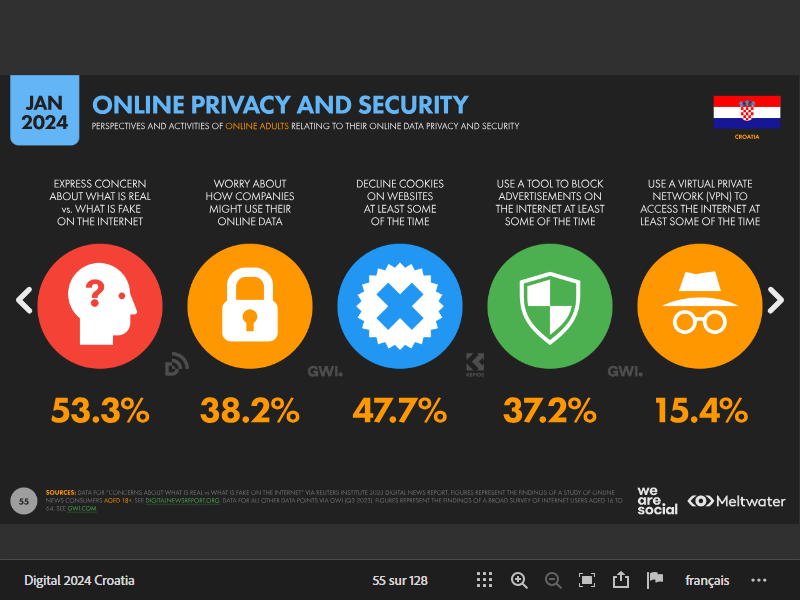 JAN
2024
ONLINE PRIVACY AND SECURITY
PERSPECTIVES AND ACTIVITIES OF ONLINE ADULTS RELATING TO THEIR ONLINE DATA PRIVACY AND SECURITY
CROATIA
EXPRESS CONCERN
ABOUT WHAT IS REAL
vs. WHAT IS FAKE
ON THE INTERNET
WORRY ABOUT
HOW COMPANIES
MIGHT USE THEIR
ONLINE DATA
DECLINE COOKIES
ON WEBSITES
AT LEAST SOME
OF THE TIME
USE A TOOL TO BLOCK
ADVERTISEMENTS ON
THE INTERNET AT LEAST
SOME OF THE TIME
USE A VIRTUAL PRIVATE
NETWORK (VPN) TO
ACCESS THE INTERNET AT
LEAST SOME OF THE TIME
?
GWI.
KEPIOS
GWI.
53.3%
38.2%
47.7%
37.2%
15.4%
55
SOURCES: DATA FOR "CONCERNS ABOUT WHAT IS REAL vs WHAT IS FAKE ON THE INTERNET" VIA REUTERS INSTITUTE 2023 DIGITAL NEWS REPORT. FIGURES REPRESENT THE FINDINGS OF A STUDY OF ONLINE
NEWS CONSUMERS AGED 18+. SEE DIGITALNEWSREPORT.ORG. DATA FOR ALL OTHER DATA POINTS VIA GWI (Q3 2023). FIGURES REPRESENT THE FINDINGS OF A BROAD SURVEY OF INTERNET USERS AGED 16 TO
64. SEE GWI.COM.
we
are.
social
Meltwater
Digital 2024 Croatia
55 sur 128
français